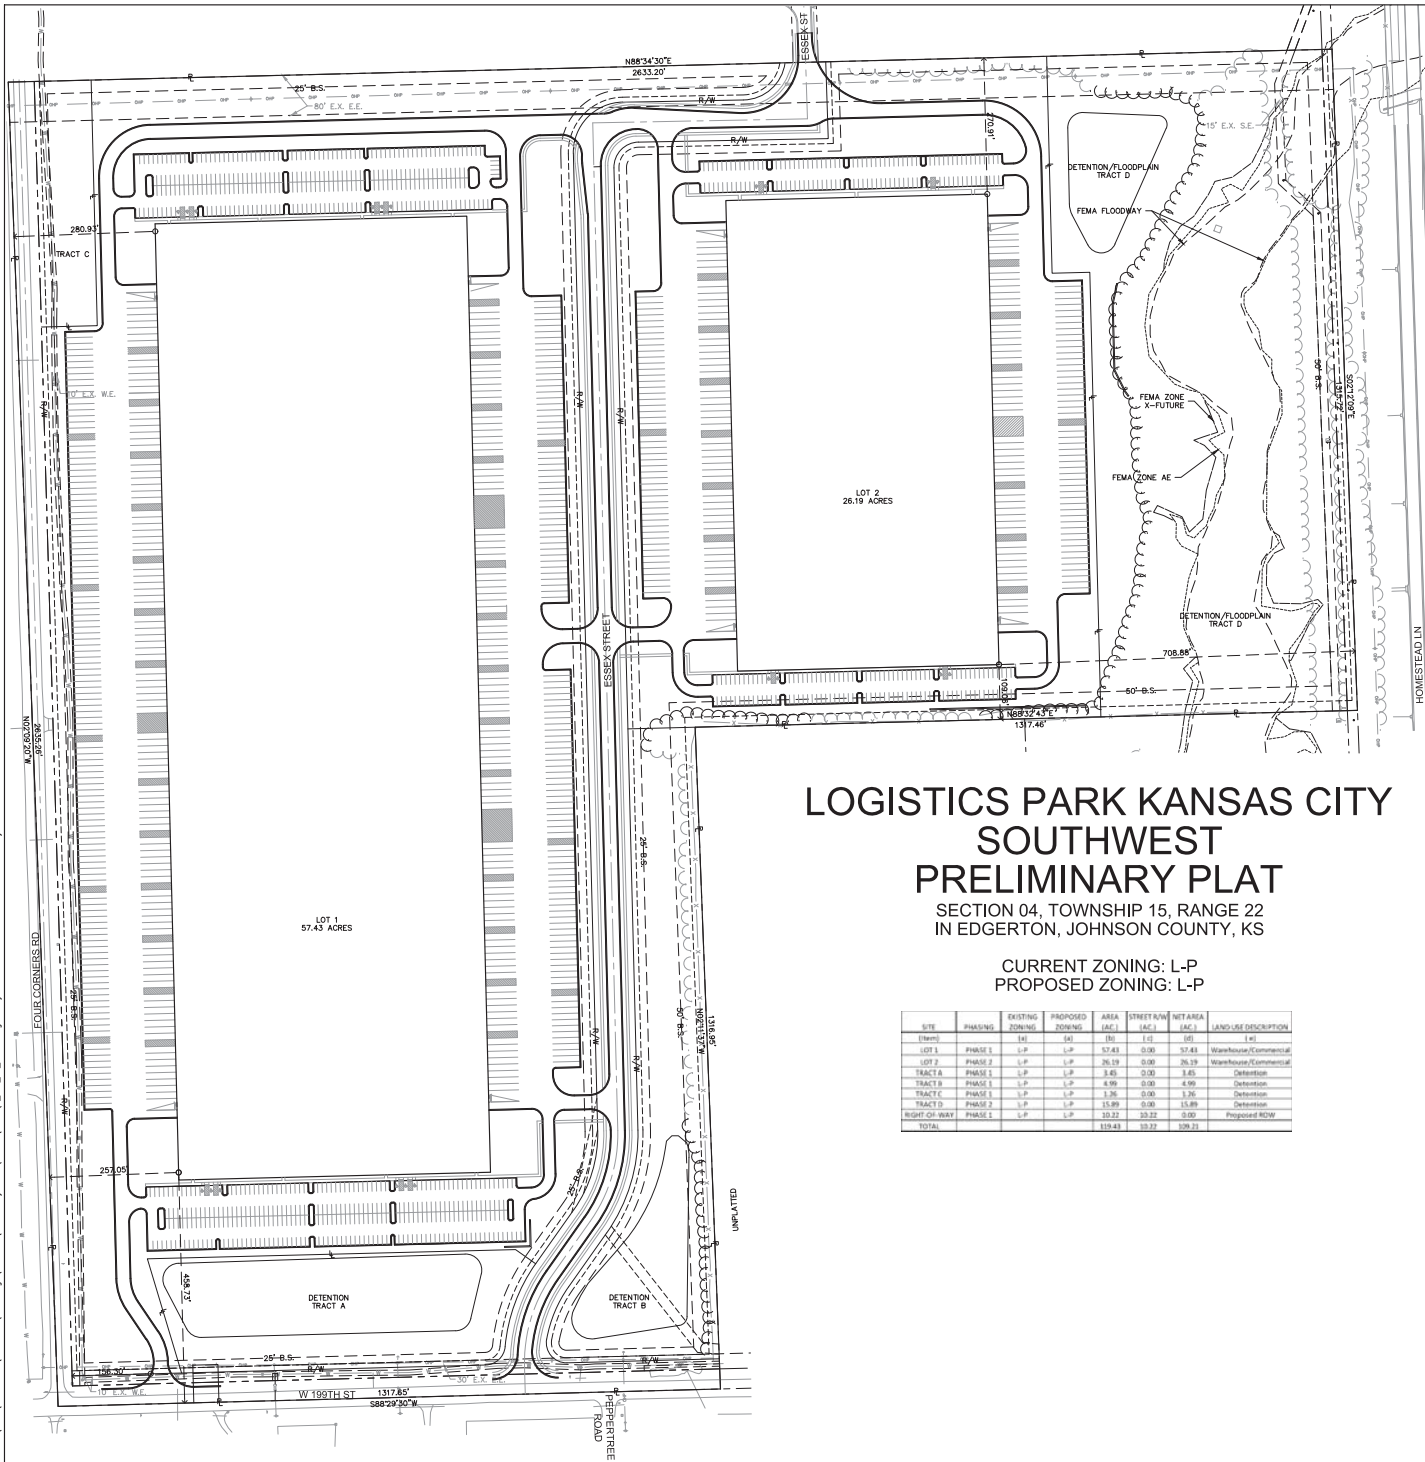 ESSEX ST
N88°34'30"E
2633.20'
25' B.S.
80' E.X. E.E.
R/W
R/W
270.91'
15' E.X. S.E.
DETENTION/FLOODPLAIN
TRACT D
FEMA FLOODWAY
280.93'
TRACT C
10' E.X. W.E.
R/W
R/W
R/W
50' B.S.
S02°12'09"E
FEMA ZONE
X-FUTURE
FEMA ZONE AE
LOT 2
26.19 ACRES
ESSEX STREET
DETENTION/FLOODPLAIN
TRACT D
708.88'
HOMESTEAD LN
50' B.S.
N88°32'43"E
1317.46'
N02°09'20"W
2635.26'
25' B.S.
LOGISTICS PARK KANSAS CITY
SOUTHWEST
PRELIMINARY PLAT
SECTION 04, TOWNSHIP 15, RANGE 22
IN EDGERTON, JOHNSON COUNTY, KS
CURRENT ZONING: L-P
PROPOSED ZONING: L-P
LOT 1
57.43 ACRES
FOUR CORNERS RD
25' B.S.
50' B.S.
1316.95'
R/W
R/W
R/W
SITE PHASING EXISTING ZONING PROPOSED ZONING AREA (AC.) STREET R/W (AC.) NET AREA (AC.) LAND USE DESCRIPTION
(Item) (a) (a) (b) (c) (d) (e)
LOT 1 PHASE 1 L-P L-P 57.43 0.00 57.43 Warehouse/Commercial
LOT 2 PHASE 2 L-P L-P 26.19 0.00 26.19 Warehouse/Commercial
TRACT A PHASE 1 L-P L-P 3.45 0.00 3.45 Detention
TRACT B PHASE 1 L-P L-P 4.99 0.00 4.99 Detention
TRACT C PHASE 1 L-P L-P 1.26 0.00 1.26 Detention
TRACT D PHASE 2 L-P L-P 15.89 0.00 15.89 Detention
RIGHT-OF-WAY PHASE 1 L-P L-P 10.22 10.22 0.00 Proposed ROW
TOTAL 119.43 10.22 109.21
257.05'
25' B.S.
UNPLATTED
458.73'
DETENTION
TRACT A
DETENTION
TRACT B
25' B.S.
156.30'
R/W
R/W
10' E.X. W.E.
30' E.X. E.E.
W 199TH ST
1317.65'
S88°29'30"W
PEPPERTREE
ROAD